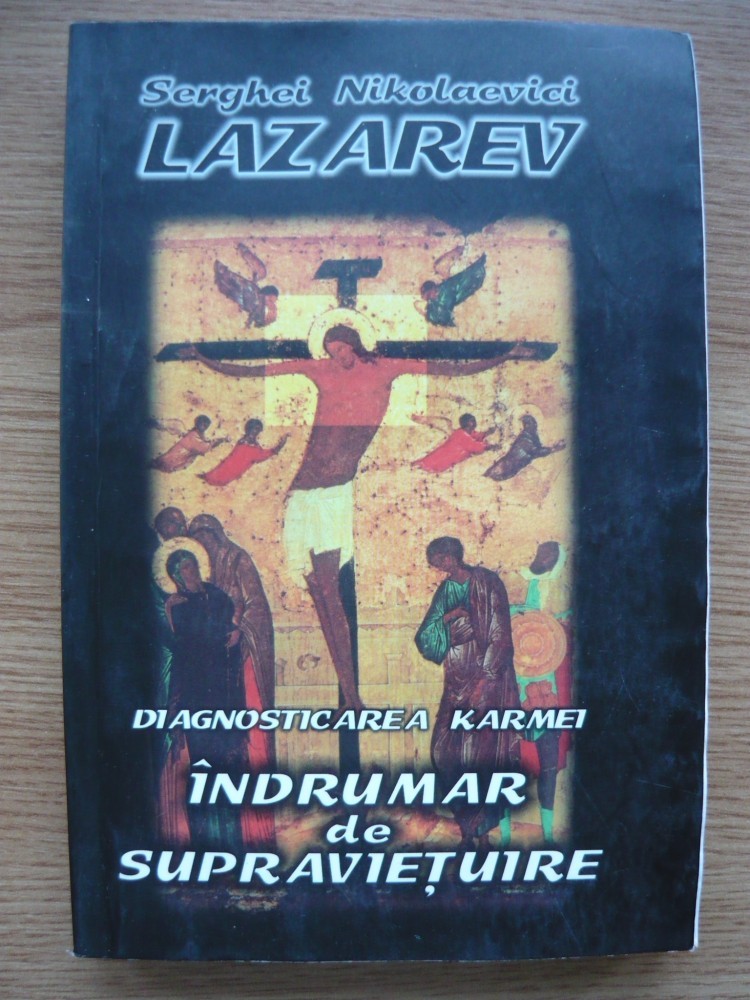 Serghei Nikolaevici
LAZAREV
DIAGNOSTICAREA KARMEI
ÎNDRUMAR
de
SUPRAVIEȚUIRE